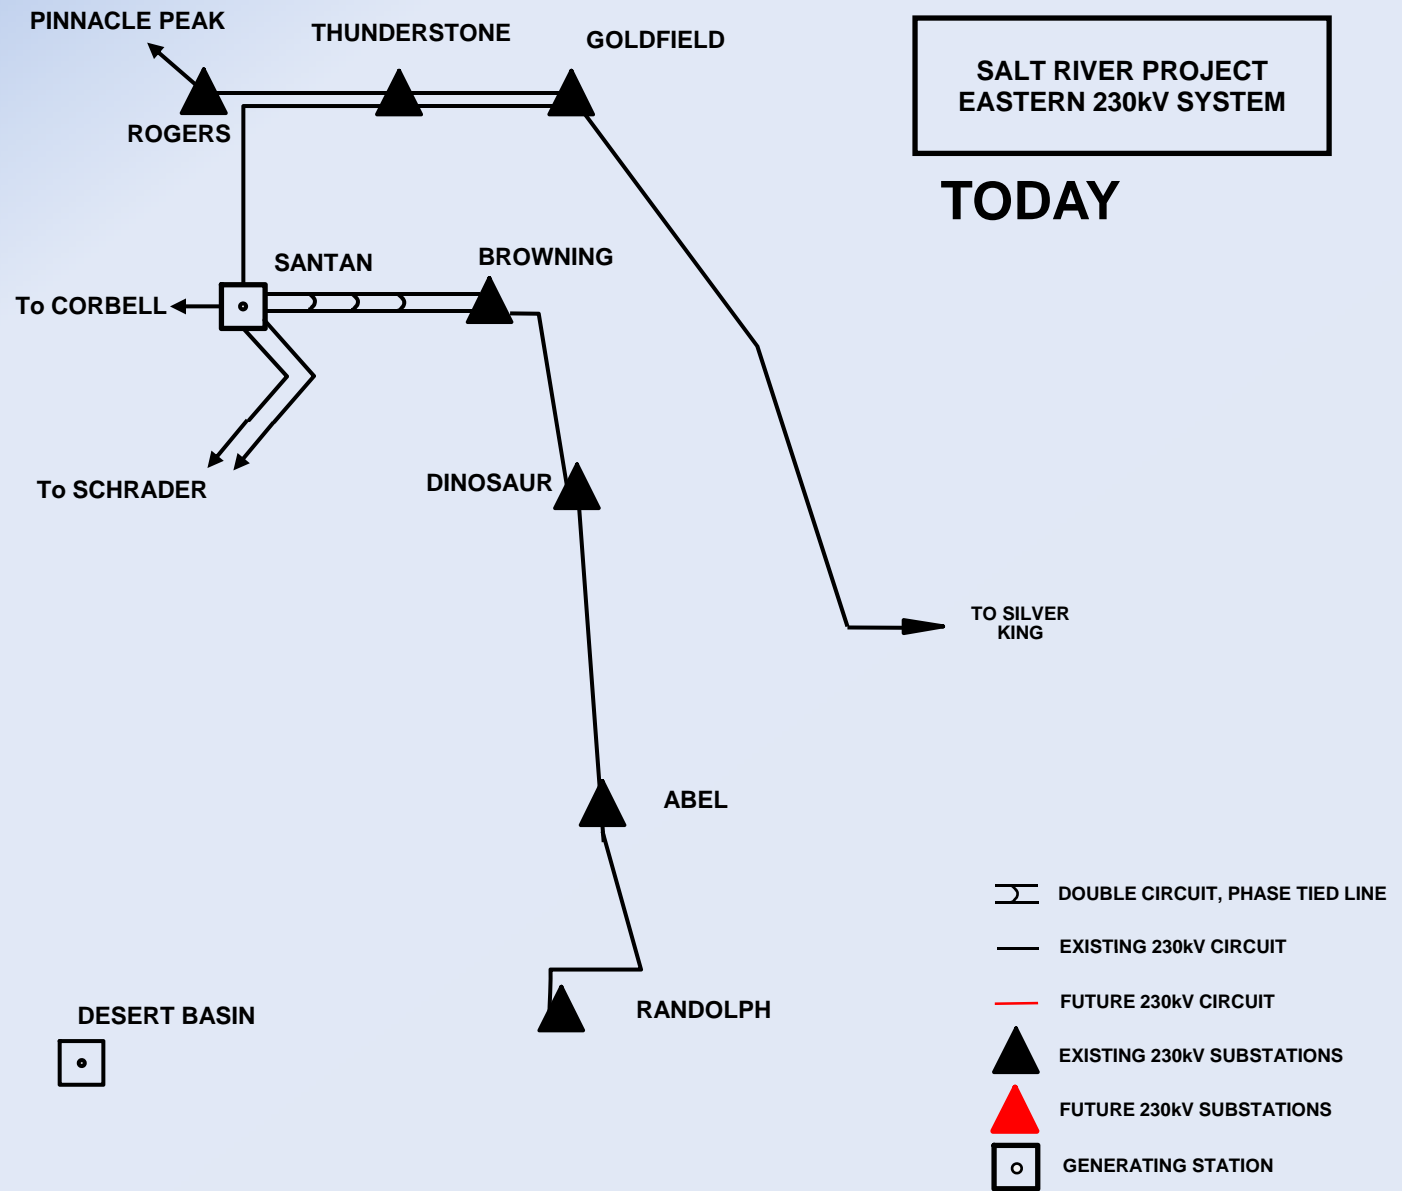 PINNACLE PEAK
THUNDERSTONE
GOLDFIELD
ROGERS
SALT RIVER PROJECT
EASTERN 230kV SYSTEM
TODAY
SANTAN
BROWNING
To CORBELL
DINOSAUR
To SCHRADER
TO SILVER
KING
ABEL
RANDOLPH
DESERT BASIN
DOUBLE CIRCUIT, PHASE TIED LINE
EXISTING 230kV CIRCUIT
FUTURE 230kV CIRCUIT
EXISTING 230kV SUBSTATIONS
FUTURE 230kV SUBSTATIONS
GENERATING STATION